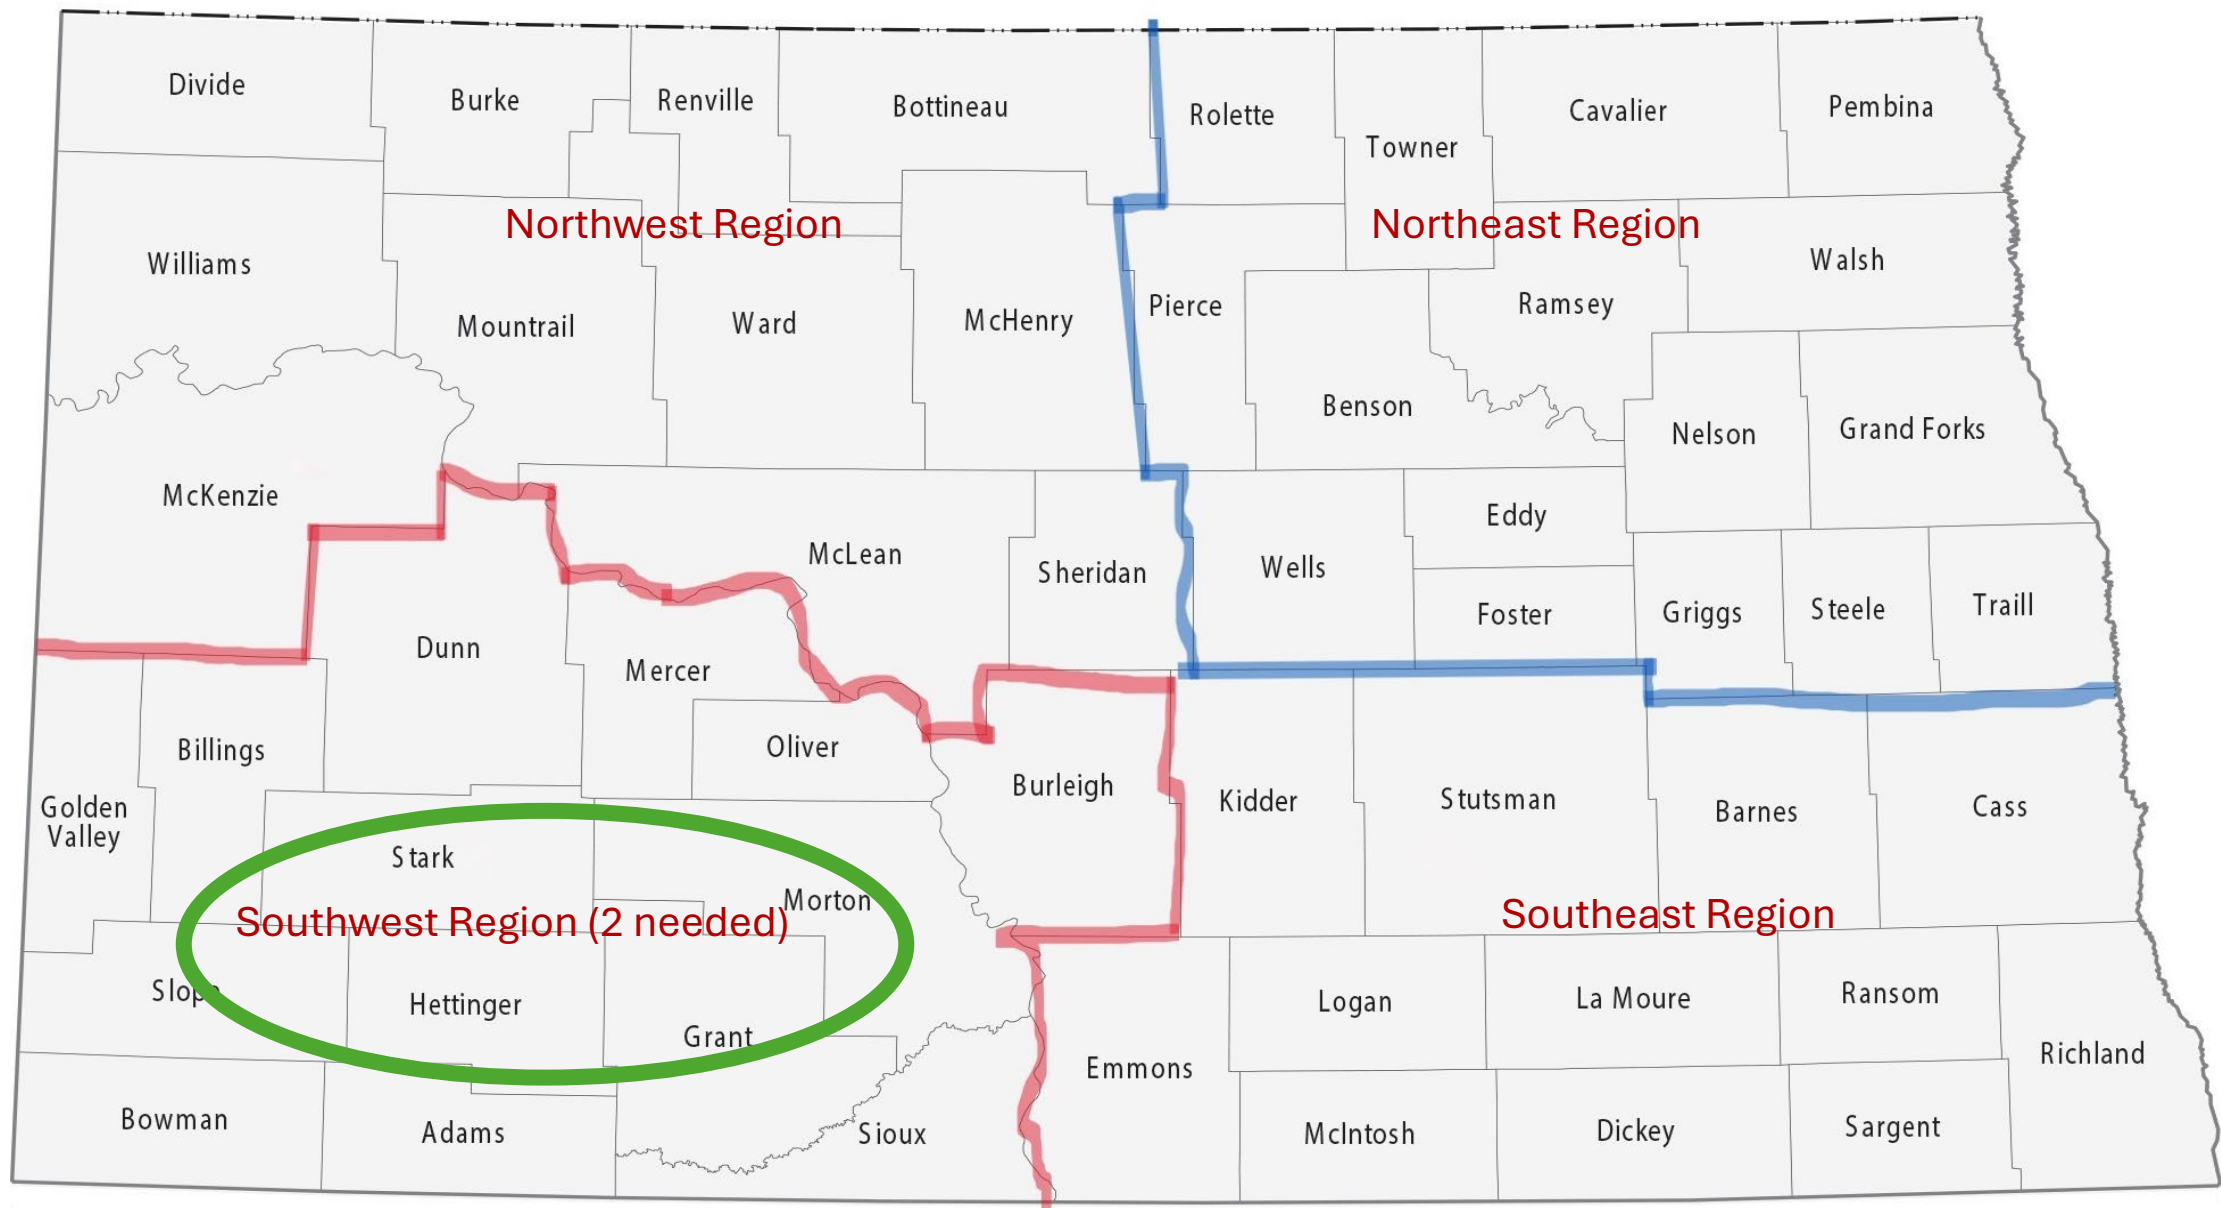 Divide
Burke
Renville
Bottineau
Rolette
Towner
Cavalier
Pembina
Northwest Region
Northeast Region
Williams
Mountrail
Ward
McHenry
Pierce
Benson
Ramsey
Walsh
Nelson
Grand Forks
McKenzie
Dunn
Mercer
McLean
Sheridan
Wells
Eddy
Foster
Griggs
Steele
Traill
Golden
Valley
Billings
Oliver
Burleigh
Kidder
Stutsman
Barnes
Cass
Stark
Morton
Southwest Region (2 needed)
Southeast Region
Slope
Hettinger
Grant
Emmons
Logan
La Moure
Ransom
Richland
Bowman
Adams
Sioux
McIntosh
Dickey
Sargent